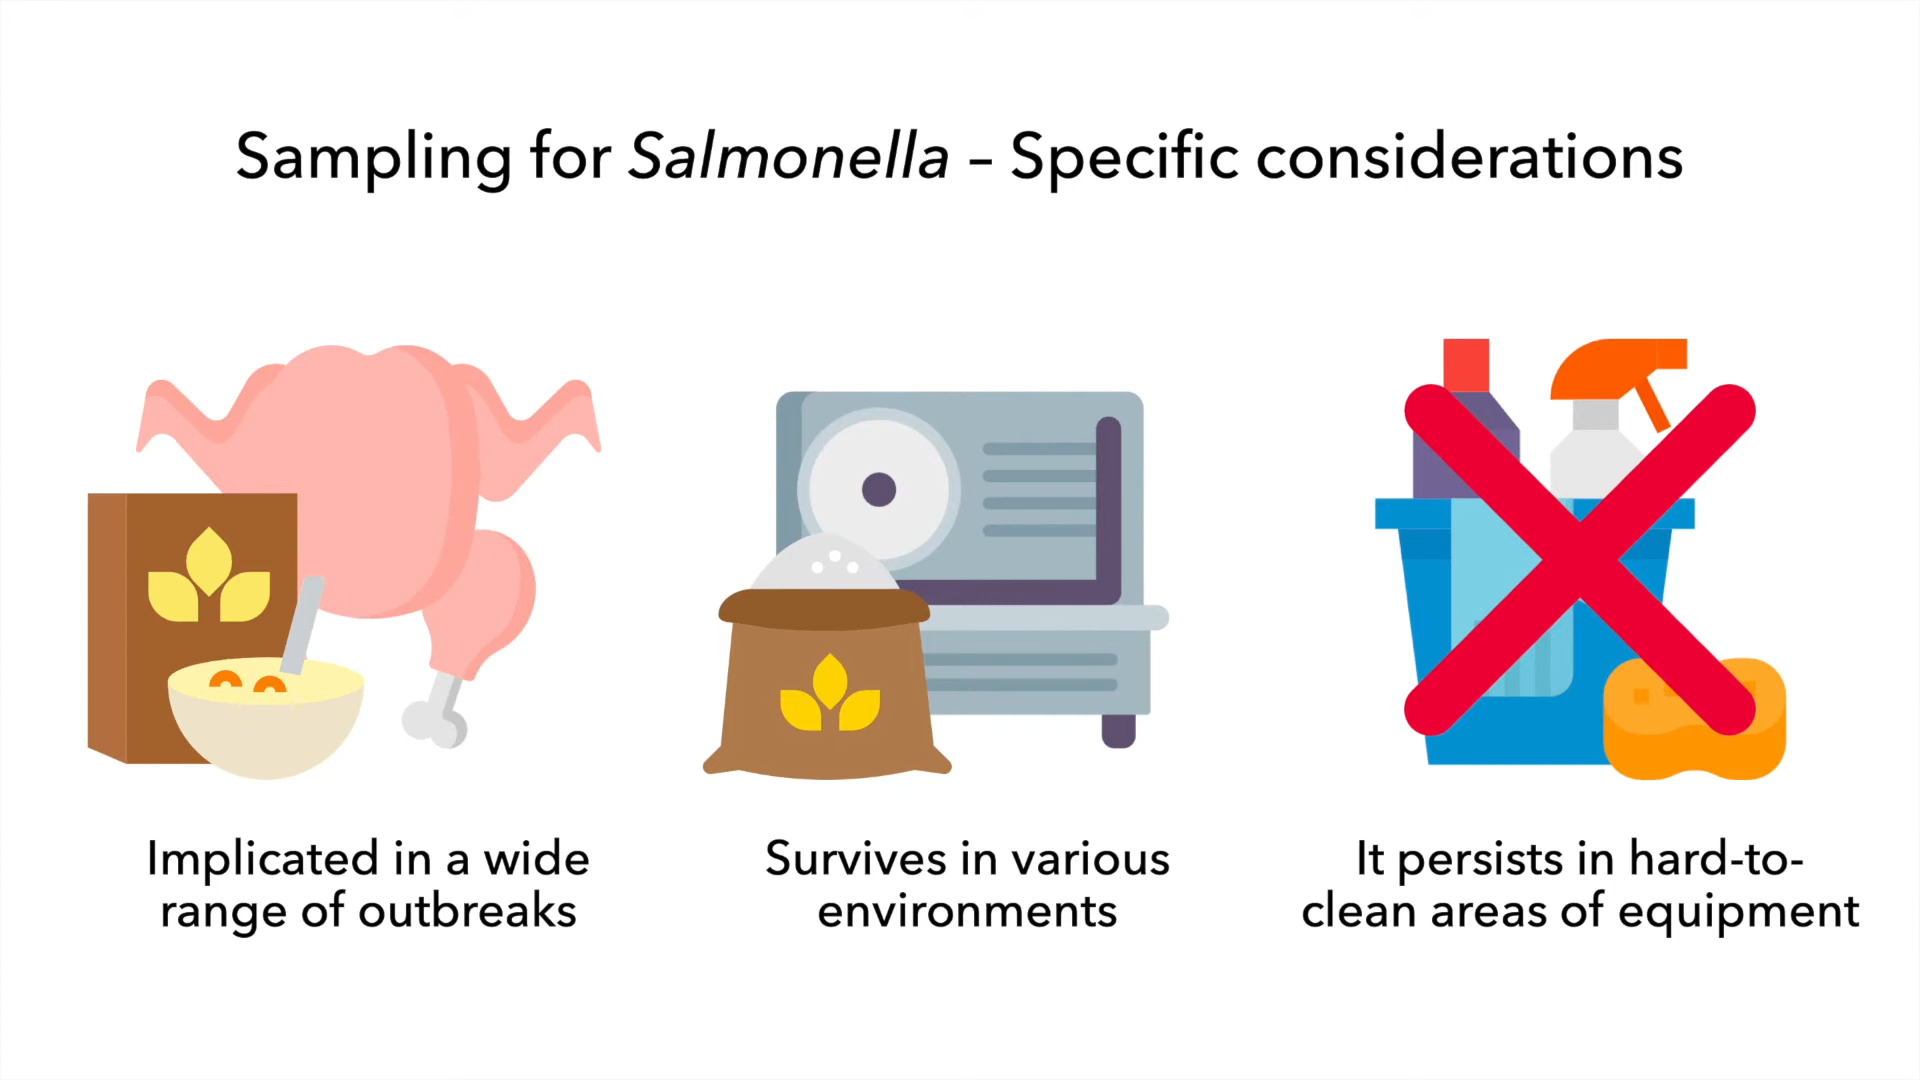 Sampling for Salmonella – Specific considerations
Implicated in a wide
range of outbreaks
Survives in various
environments
It persists in hard-to-
clean areas of equipment